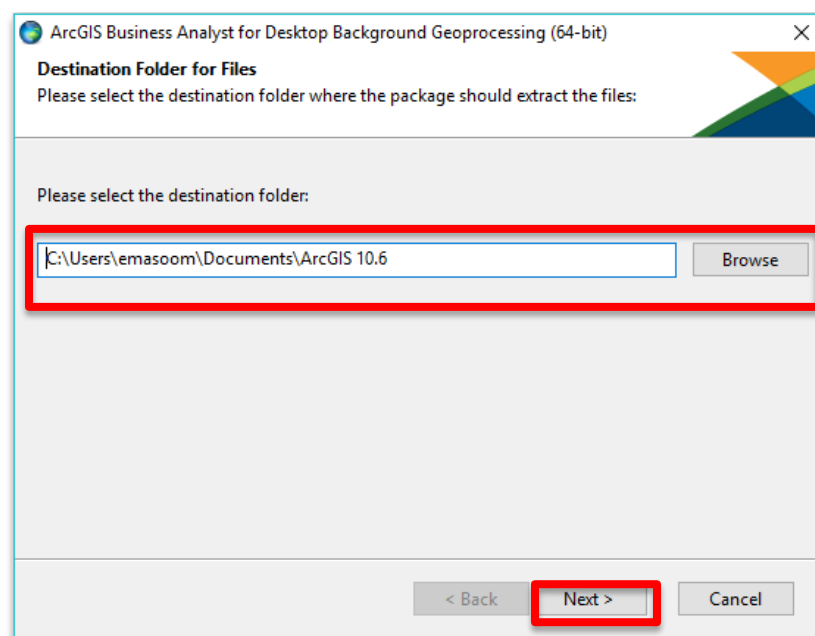 ArcGIS Business Analyst for Desktop Background Geoprocessing (64-bit)
Destination Folder for Files
Please select the destination folder where the package should extract the files:
Please select the destination folder:
C:\Users\emasoom\Documents\ArcGIS 10.6
Browse
< Back
Next >
Cancel